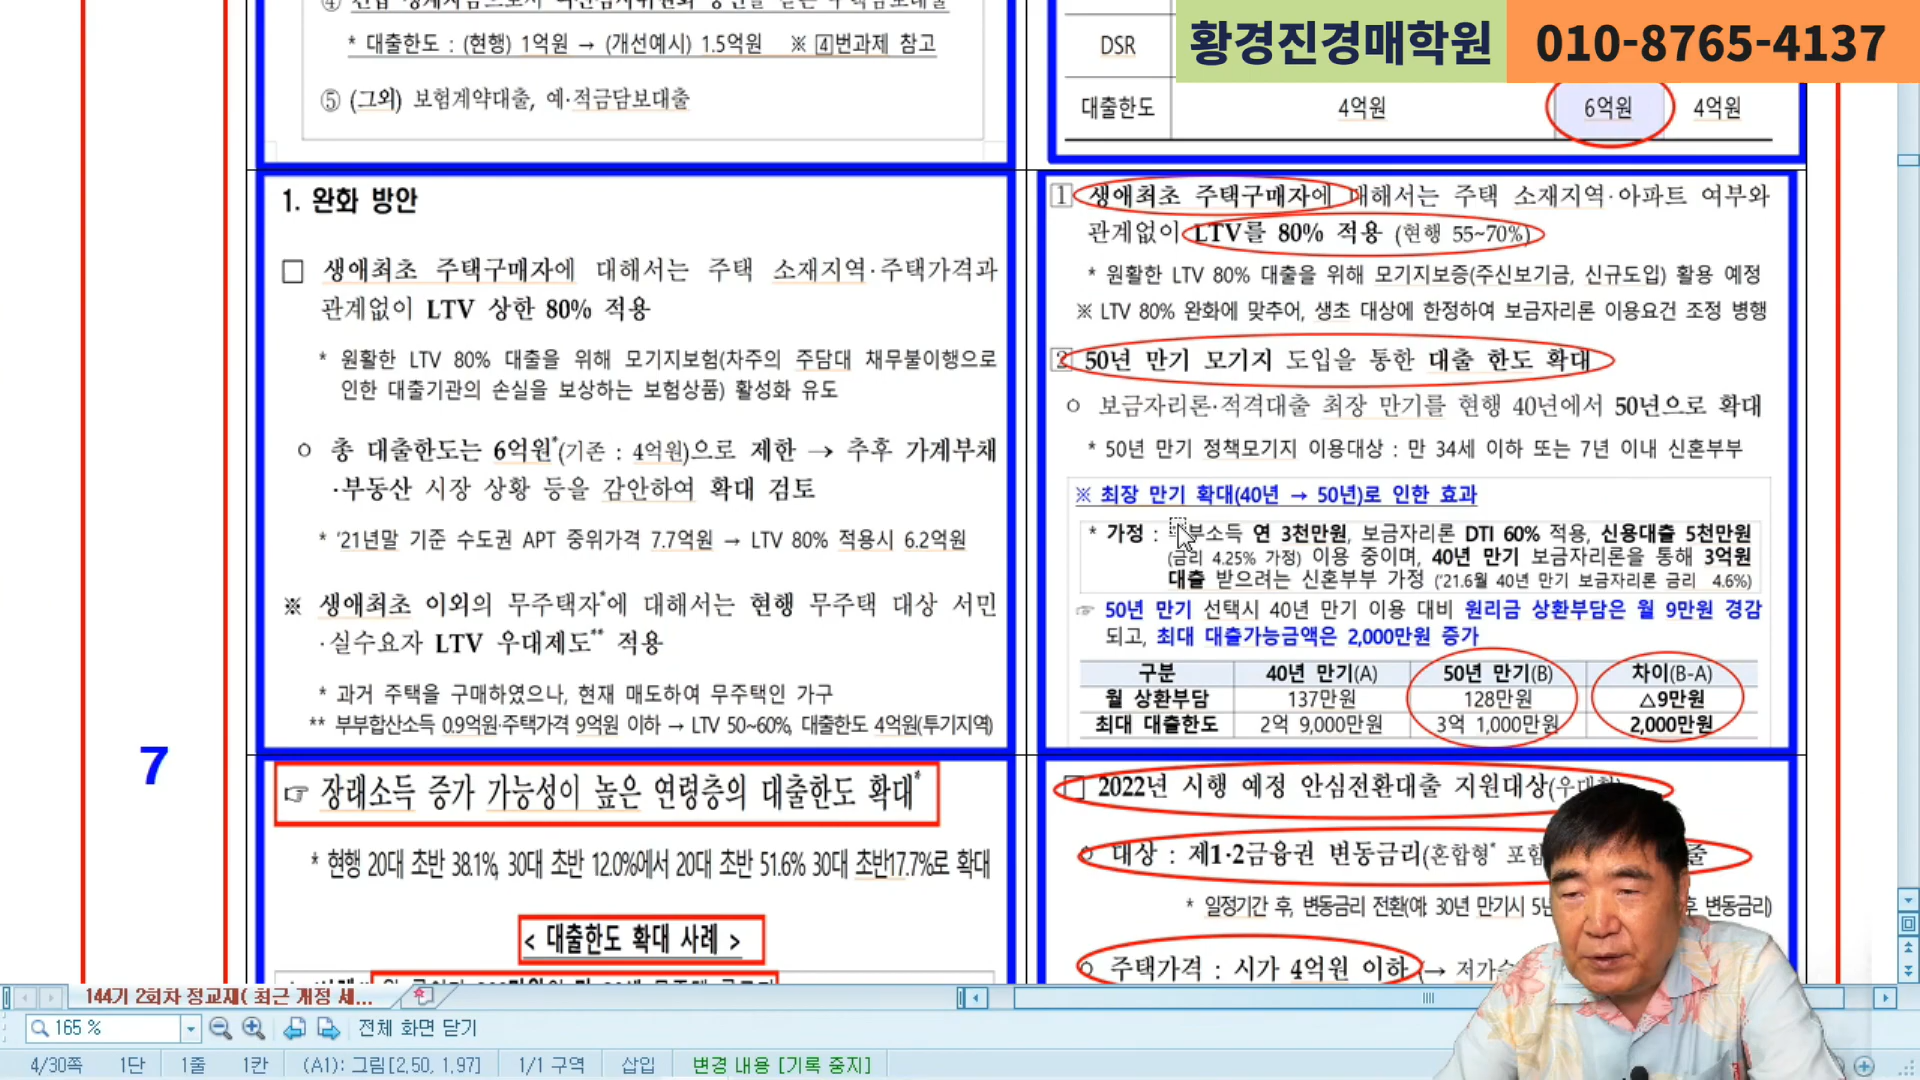 황경진경매학원 010-8765-4137
* 대출한도 : (현행) 1억원 → (개선예시) 1.5억원 ※ 4번과제 참고
⑤ (그외) 보험계약대출, 예·적금담보대출
DSR
대출한도 4억원 6억원 4억원
1. 완화 방안
□ 생애최초 주택구매자에 대해서는 주택 소재지역·주택가격과
관계없이 LTV 상한 80% 적용
* 원활한 LTV 80% 대출을 위해 모기지보험(차주의 주담대 채무불이행으로
인한 대출기관의 손실을 보상하는 보험상품) 활성화 유도
○ 총 대출한도는 6억원*(기존 : 4억원)으로 제한 → 추후 가계부채
·부동산 시장 상황 등을 감안하여 확대 검토
* '21년말 기준 수도권 APT 중위가격 7.7억원 → LTV 80% 적용시 6.2억원
※ 생애최초 이외의 무주택자*에 대해서는 현행 무주택 대상 서민
·실수요자 LTV 우대제도** 적용
* 과거 주택을 구매하였으나, 현재 매도하여 무주택인 가구
** 부부합산소득 0.9억원·주택가격 9억원 이하 → LTV 50~60%, 대출한도 4억원(투기지역)
1 생애최초 주택구매자에 대해서는 주택 소재지역·아파트 여부와
관계없이 LTV를 80% 적용 (현행 55~70%)
* 원활한 LTV 80% 대출을 위해 모기지보증(주신보기금, 신규도입) 활용 예정
※ LTV 80% 완화에 맞추어, 생초 대상에 한정하여 보금자리론 이용요건 조정 병행
2 50년 만기 모기지 도입을 통한 대출 한도 확대
○ 보금자리론·적격대출 최장 만기를 현행 40년에서 50년으로 확대
* 50년 만기 정책모기지 이용대상 : 만 34세 이하 또는 7년 이내 신혼부부
※ 최장 만기 확대(40년 → 50년)로 인한 효과
* 가정 : 부소득 연 3천만원, 보금자리론 DTI 60% 적용, 신용대출 5천만원
(금리 4.25% 가정) 이용 중이며, 40년 만기 보금자리론을 통해 3억원
대출 받으려는 신혼부부 가정 ('21.6월 40년 만기 보금자리론 금리 4.6%)
☞ 50년 만기 선택시 40년 만기 이용 대비 원리금 상환부담은 월 9만원 경감
되고, 최대 대출가능금액은 2,000만원 증가
구분 40년 만기(A) 50년 만기(B) 차이(B-A)
월 상환부담 137만원 128만원 △9만원
최대 대출한도 2억 9,000만원 3억 1,000만원 2,000만원
7
☞ 장래소득 증가 가능성이 높은 연령층의 대출한도 확대*
* 현행 20대 초반 38.1%, 30대 초반 12.0%에서 20대 초반 51.6% 30대 초반17.7%로 확대
< 대출한도 확대 사례 >
□ 2022년 시행 예정 안심전환대출 지원대상
○ 대상 : 제1·2금융권 변동금리(혼합형* 포함
* 일정기간 후, 변동금리 전환(예: 30년 만기시 5년 후 변동금리)
○ 주택가격 : 시가 4억원 이하 → 저가
144기 2회차 정교재( 최근 개정 세...
165 % 전체 화면 닫기
4/30쪽 1단 1줄 1칸 (A1): 그림[2,50, 1,97] 1/1 구역 삽입 변경 내용 [기록 중지]